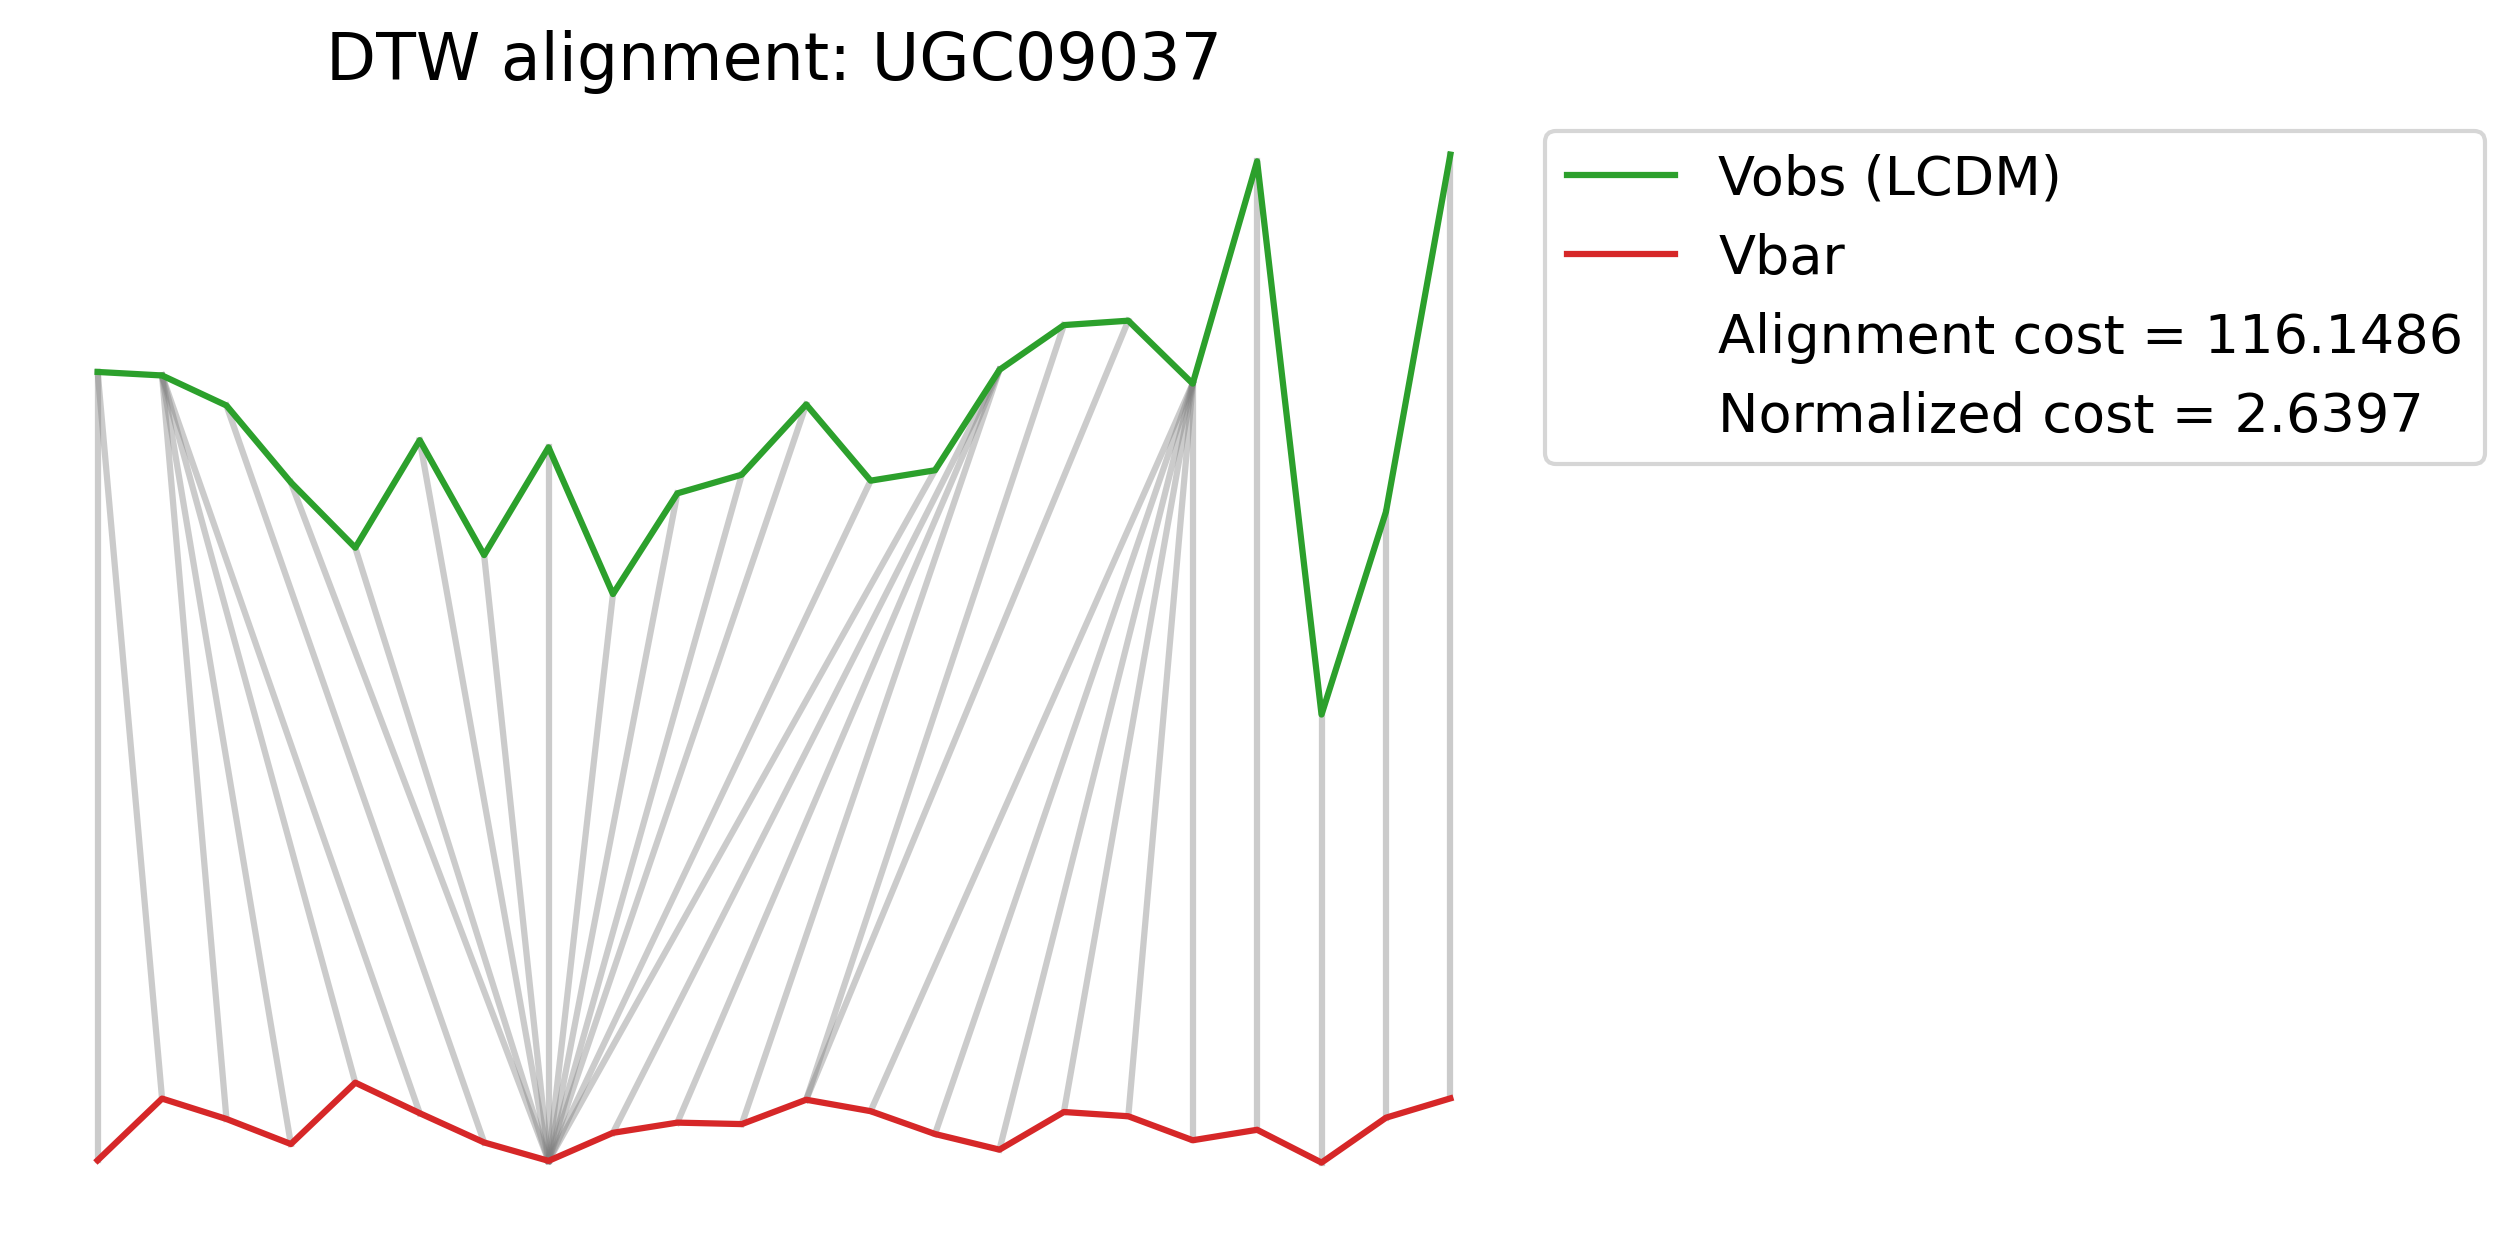 DTW alignment: UGC09037
Vobs (LCDM)
Vbar
Alignment cost = 116.1486
Normalized cost = 2.6397